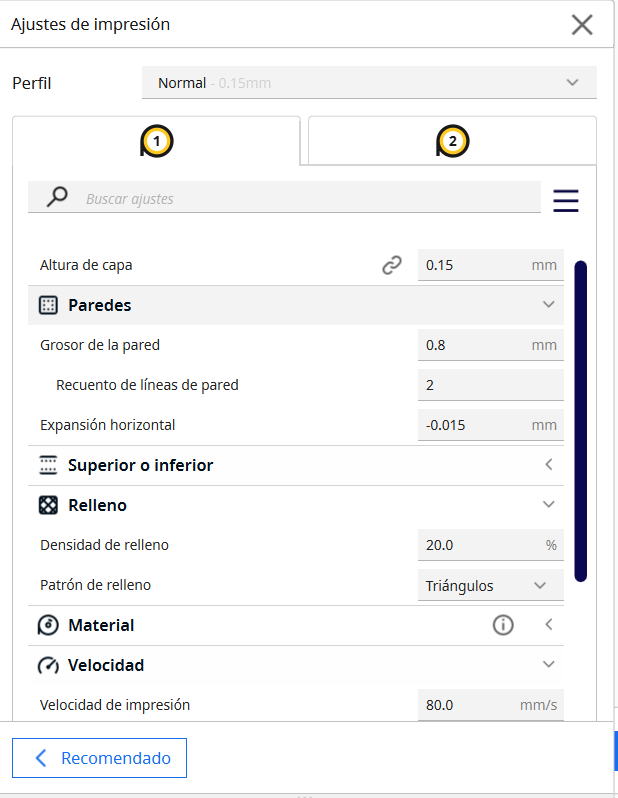 Ajustes de impresión
Perfil
Normal - 0.15mm
1
2
Buscar ajustes
Altura de capa 0.15 mm
Paredes
Grosor de la pared 0.8 mm
Recuento de líneas de pared 2
Expansión horizontal -0.015 mm
Superior o inferior
Relleno
Densidad de relleno 20.0 %
Patrón de relleno Triángulos
Material
Velocidad
Velocidad de impresión 80.0 mm/s
Recomendado